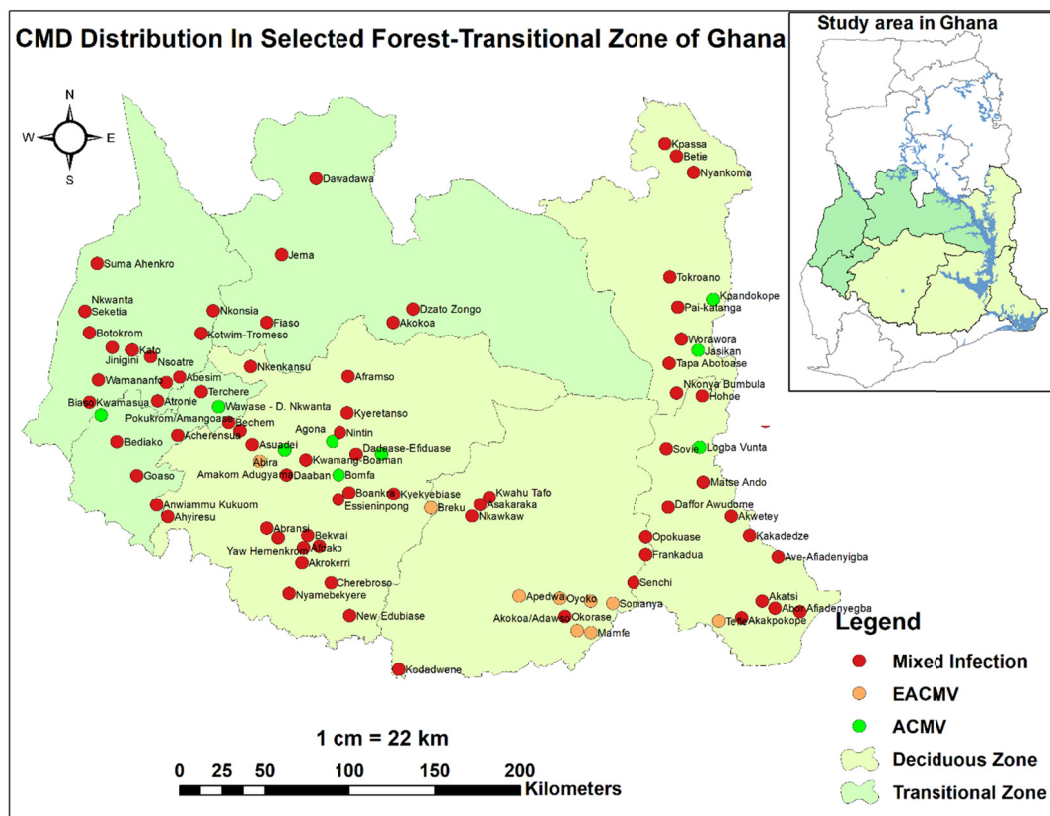 CMD Distribution In Selected Forest-Transitional Zone of Ghana
Study area in Ghana
N
W
E
S
Kpassa
Betie
Nyankoma
Davadawa
Jema
Suma Ahenkro
Tokroano
Kpandokope
Nkwanta
Seketia
Nkonsia
Dzato Zongo
Pai-katanga
Fiaso
Akokoa
Botokrom
Kotwim-Tromeso
Worawora
Jinigini
Kato
Nsoatre
Jasikan
Tapa Abotoase
Nkenkansu
Aframso
Wamananfo
Abesim
Terchere
Nkonya Bumbula
Hohoe
Biaso
Kwamasua
Atronie
Wawase - D. Nkwanta
Kyeretanso
Pokukrom/Amangoase
Bechem
Agona
Nintin
Bediako
Acherensua
Asuadei
Dadease-Efiduase
Sovie
Logba Vunta
Abira
Kwanang-Boaman
Goaso
Amakom Adugyama
Daaban
Bomfa
Matse Ando
Boankra
Kyekyebiase
Kwahu Tafo
Anwiammu Kukuom
Essieninpong
Breku
Asakaraka
Daffor Awudome
Ahyiresu
Nkawkaw
Akwetey
Abransi
Bekwai
Opokuase
Kakadedze
Yaw Hemenkrom
Afoako
Frankadua
Ave-Afiadenyigba
Akrokerri
Cherebroso
Senchi
Nyamebekyere
Apedwa
Oyoko
Somanya
Akatsi
Abor
Afiadenyegba
New Edubiase
Akokoa/Adawso
Okorase
Tefle
Akakpokope
Mamfe
Kodadwene
Legend
Mixed Infection
EACMV
ACMV
Deciduous Zone
Transitional Zone
1 cm = 22 km
0 25 50 100 150 200
Kilometers